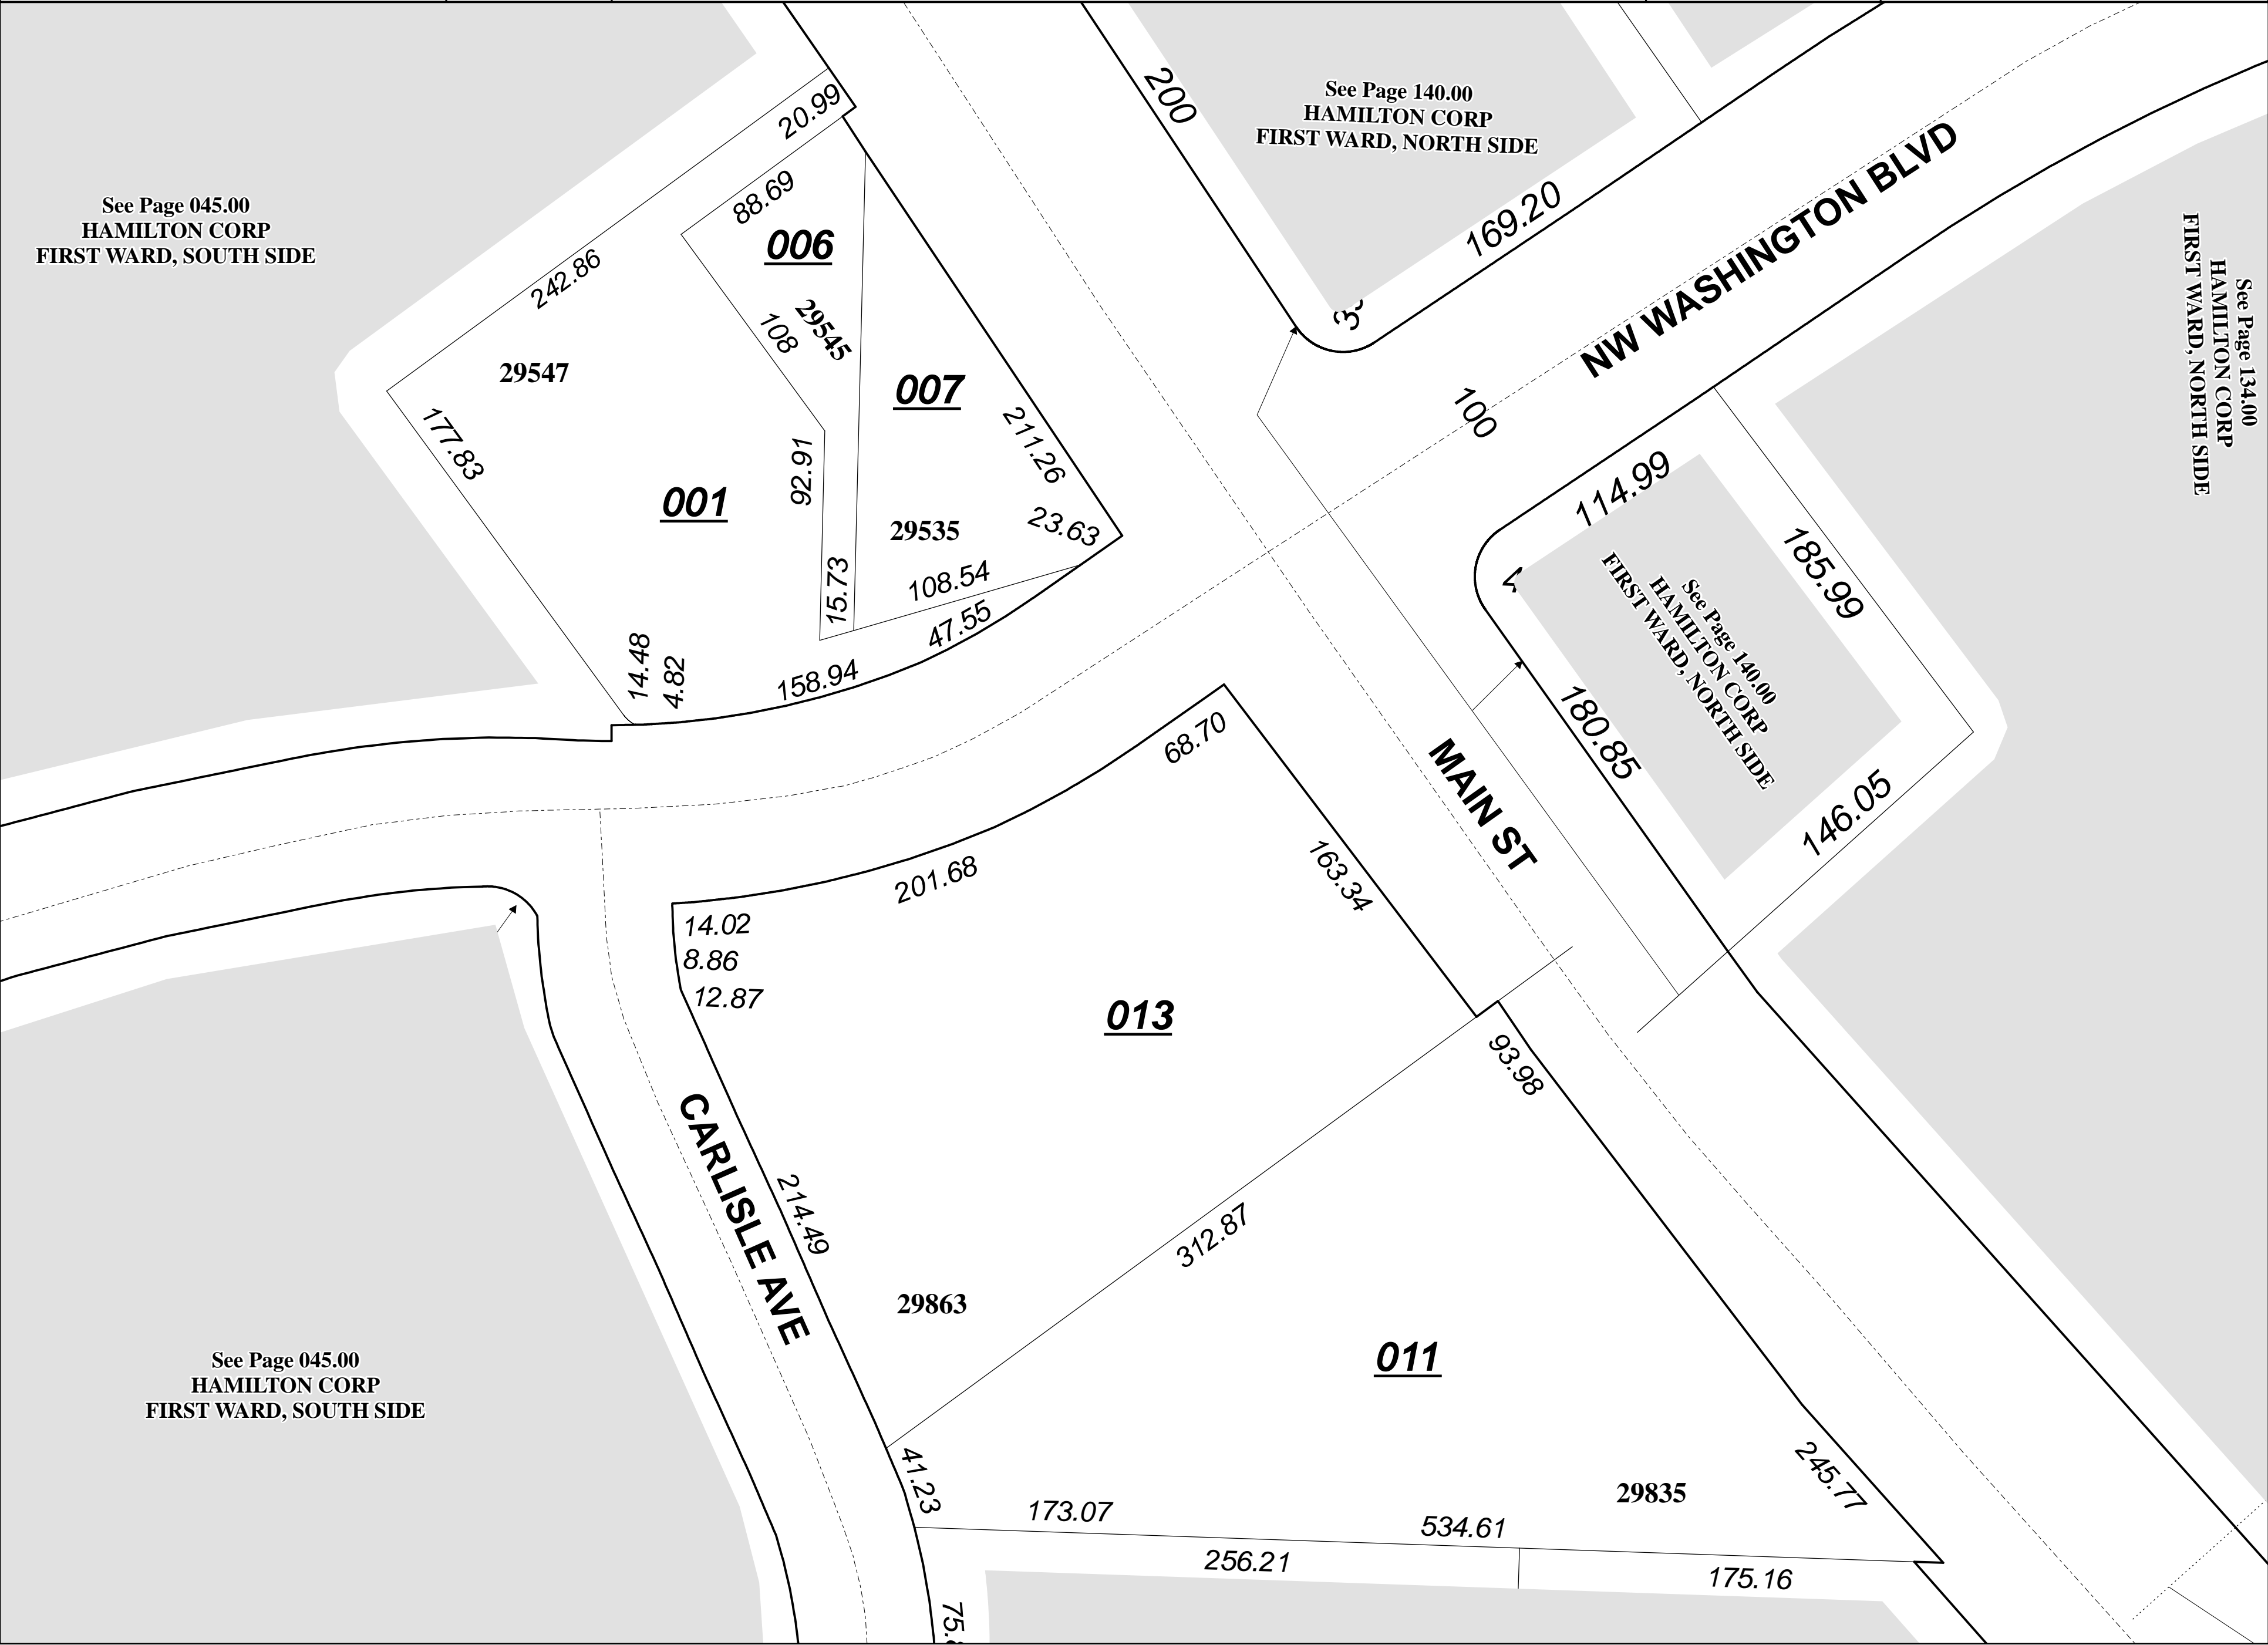 20.99
200
See Page 140.00
HAMILTON CORP
FIRST WARD, NORTH SIDE
NW WASHINGTON BLVD
See Page 045.00
HAMILTON CORP
FIRST WARD, SOUTH SIDE
88.69
006
169.20
See Page 134.00
HAMILTON CORP
FIRST WARD, NORTH SIDE
242.86
108
29545
29547
007
100
177.83
211.26
92.91
001
29535
23.63
114.99
185.99
15.73
108.54
47.55
See Page 140.00
HAMILTON CORP
FIRST WARD, NORTH SIDE
14.48
4.82
158.94
68.70
180.85
MAIN ST
146.05
201.68
163.34
14.02
8.86
12.87
013
93.98
CARLISLE AVE
214.49
312.87
29863
011
See Page 045.00
HAMILTON CORP
FIRST WARD, SOUTH SIDE
41.23
245.77
29835
173.07
534.61
256.21
175.16